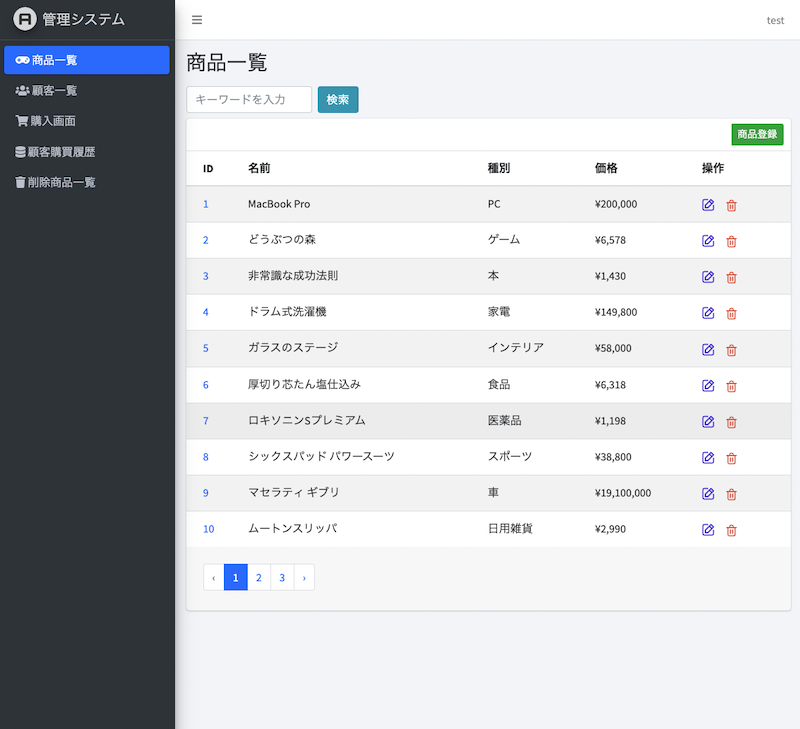 管理システム
test
商品一覧
顧客一覧
購入画面
顧客購買履歴
削除商品一覧
商品一覧
キーワードを入力 検索
商品登録
ID 名前 種別 価格 操作
1 MacBook Pro PC ¥200,000
2 どうぶつの森 ゲーム ¥6,578
3 非常識な成功法則 本 ¥1,430
4 ドラム式洗濯機 家電 ¥149,800
5 ガラスのステージ インテリア ¥58,000
6 厚切り芯たん塩仕込み 食品 ¥6,318
7 ロキソニンSプレミアム 医薬品 ¥1,198
8 シックスパッド パワースーツ スポーツ ¥38,800
9 マセラティ ギブリ 車 ¥19,100,000
10 ムートンスリッパ 日用雑貨 ¥2,990
‹ 1 2 3 ›